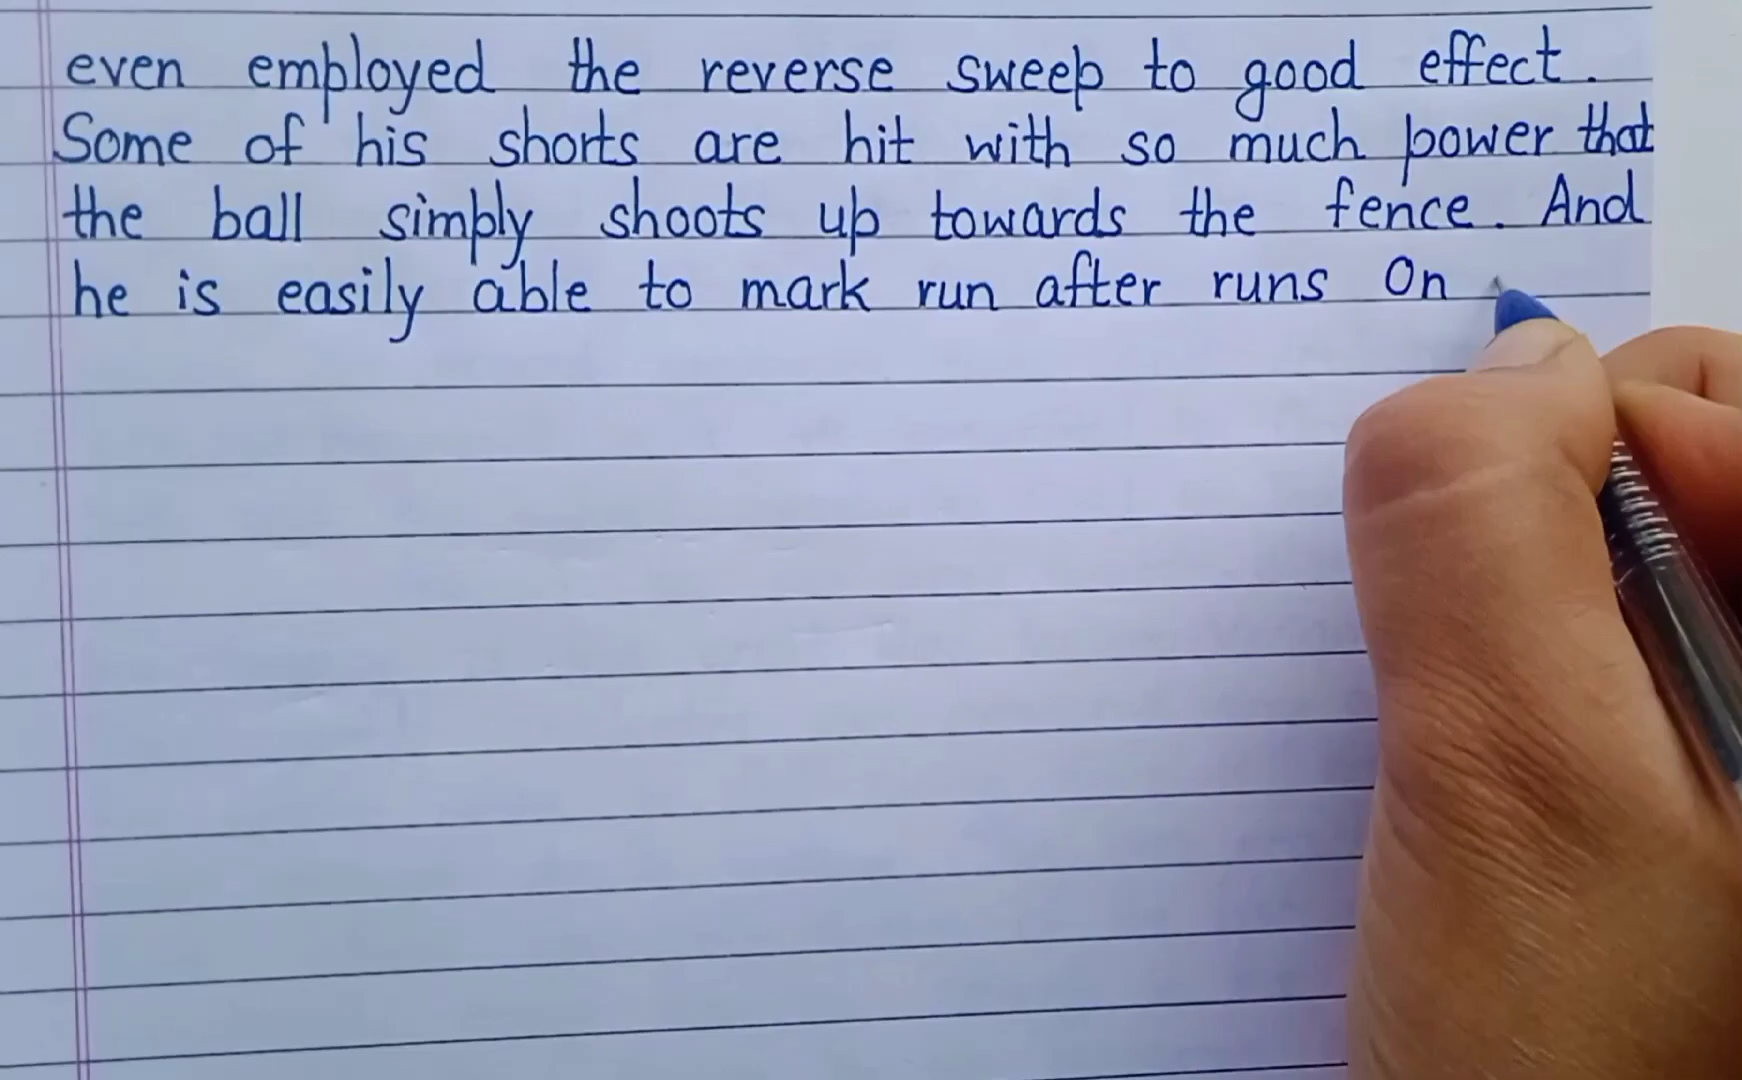 even employed the reverse sweep to good effect.
Some of his shorts are hit with so much power that
the ball simply shoots up towards the fence. And
he is easily able to mark run after runs On